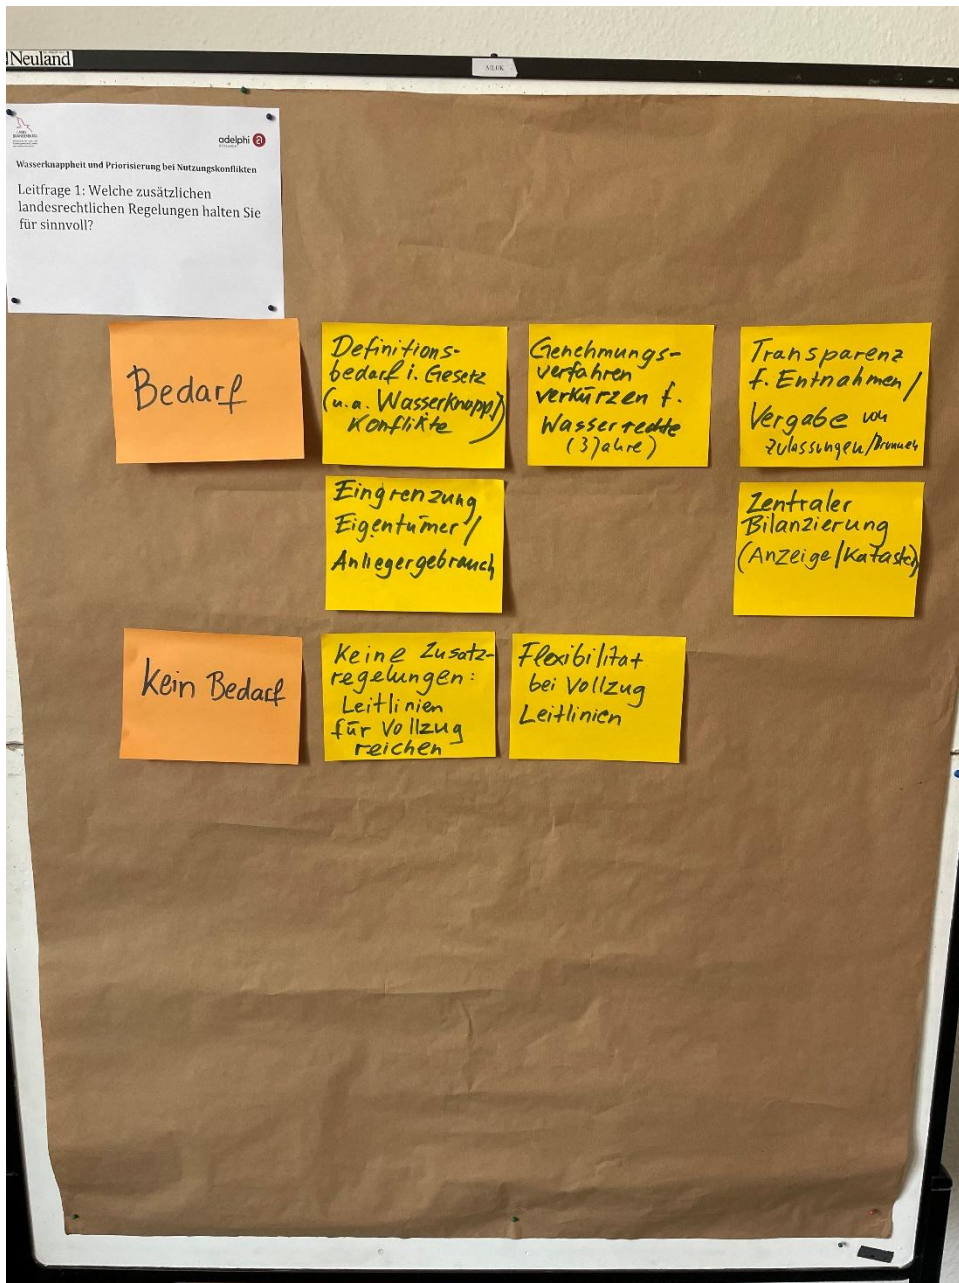 Neuland
adelphi
Wasserknappheit und Priorisierung bei Nutzungskonflikten
Leitfrage 1: Welche zusätzlichen
landesrechtlichen Regelungen halten Sie
für sinnvoll?
Bedarf
Definitions-
bedarf i. Gesetz
(u.a. Wasserknapp/
Konflikte)
Genehmungs-
verfahren
verkürzen f.
Wasserrechte
(3 Jahre)
Transparenz
f. Entnahmen/
Vergabe von
Zulassungen/Brunnen
Eingrenzung
Eigentümer/
Anliegergebrauch
Zentraler
Bilanzierung
(Anzeige/Kataster)
Kein Bedarf
Keine Zusatz-
regelungen:
Leitlinien
für Vollzug
reichen
Flexibilitat
bei Vollzug
Leitlinien